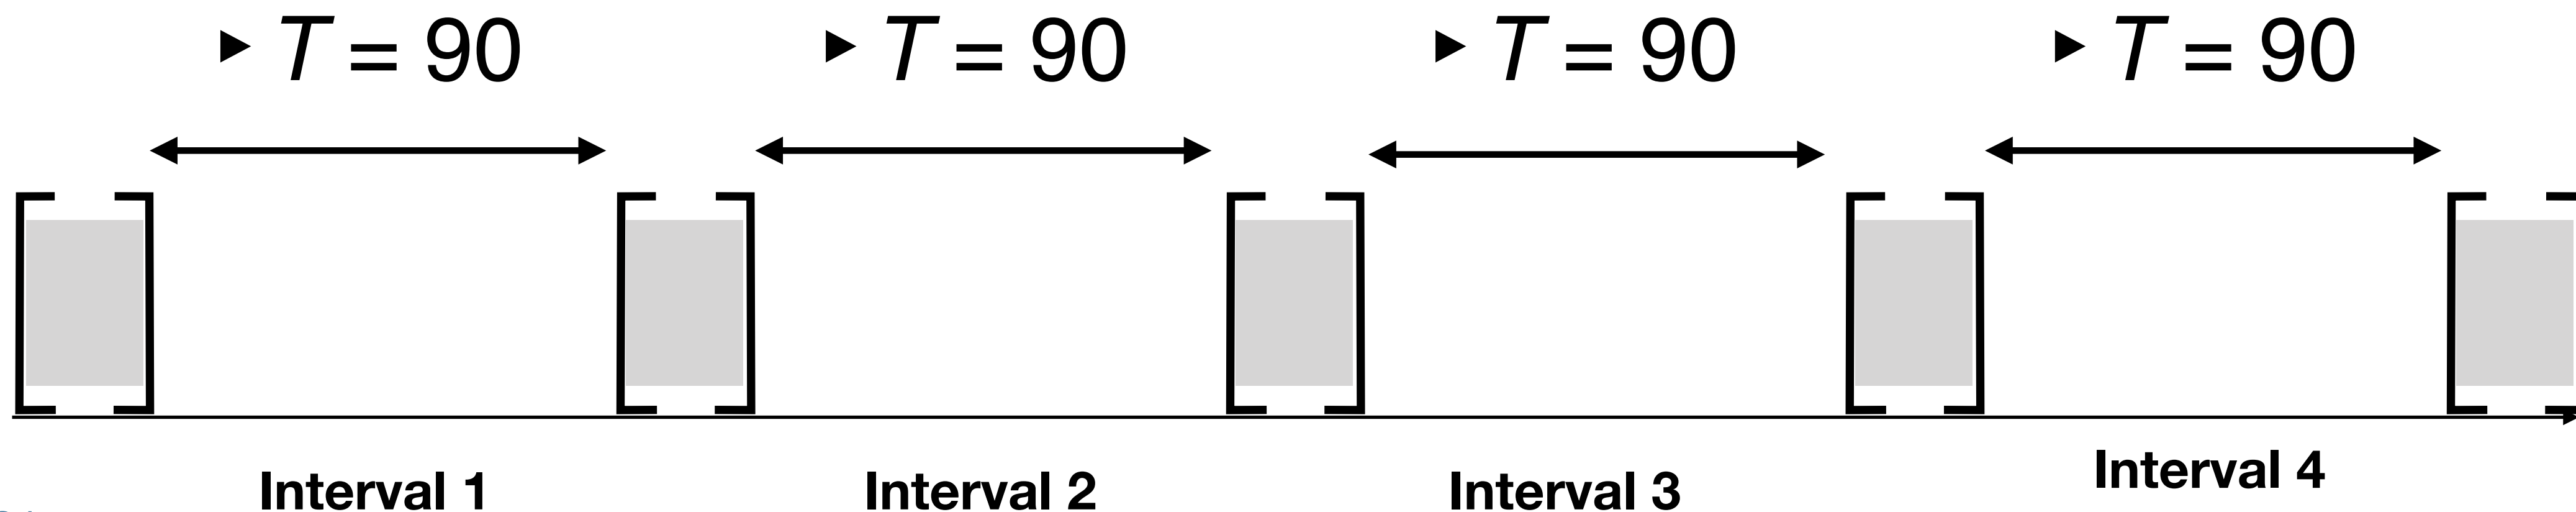 ▸ T = 90 ▸ T = 90 ▸ T = 90 ▸ T = 90
Interval 1 Interval 2 Interval 3 Interval 4